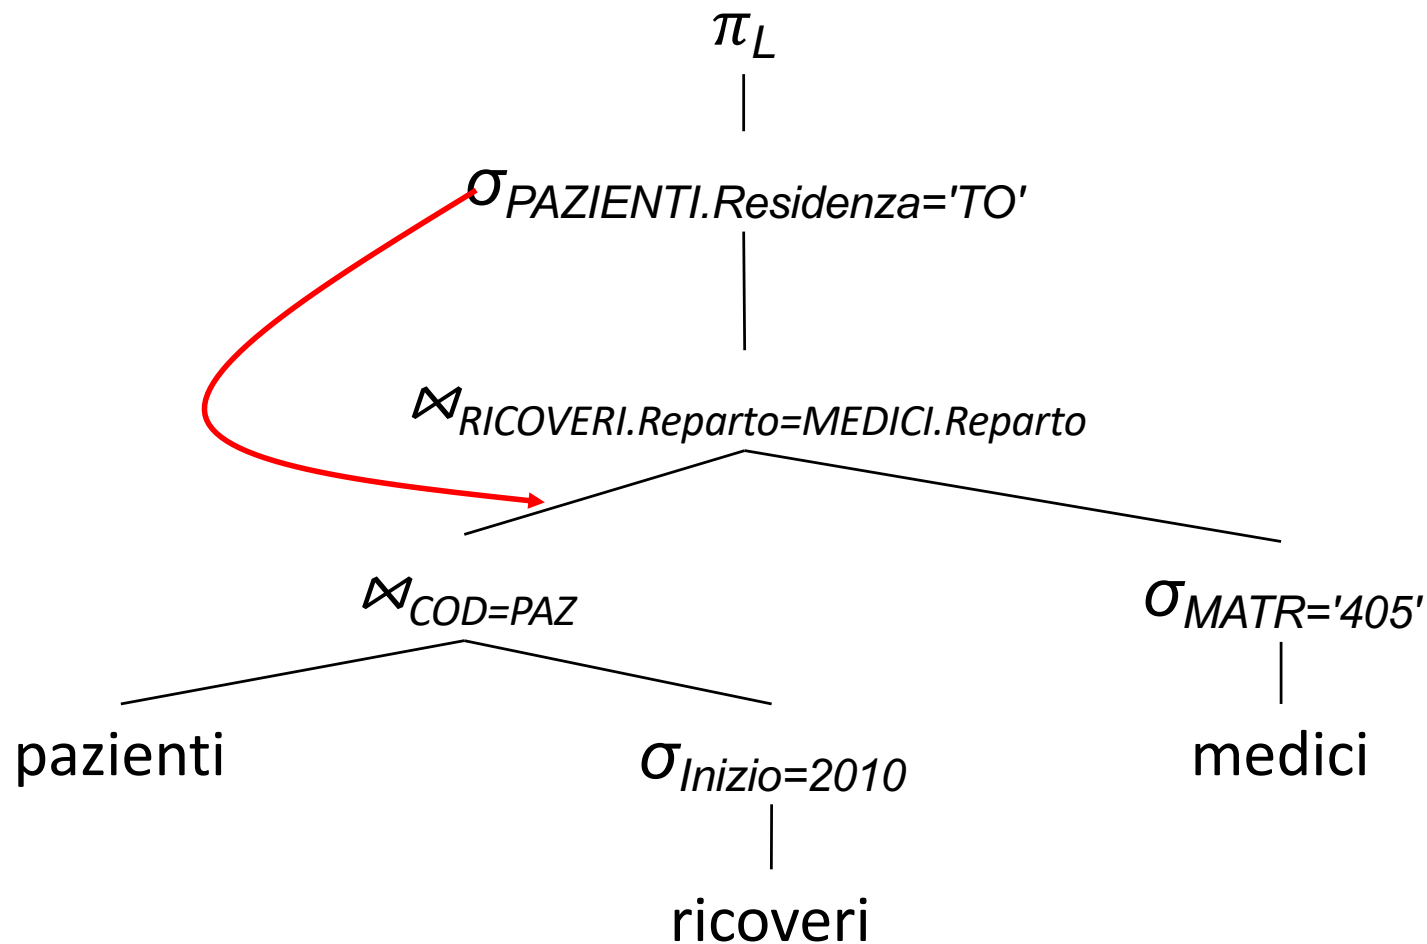 π_L
σ_PAZIENTI.Residenza='TO'
⋈_RICOVERI.Reparto=MEDICI.Reparto
⋈_COD=PAZ
σ_MATR='405'
pazienti
σ_Inizio=2010
medici
ricoveri